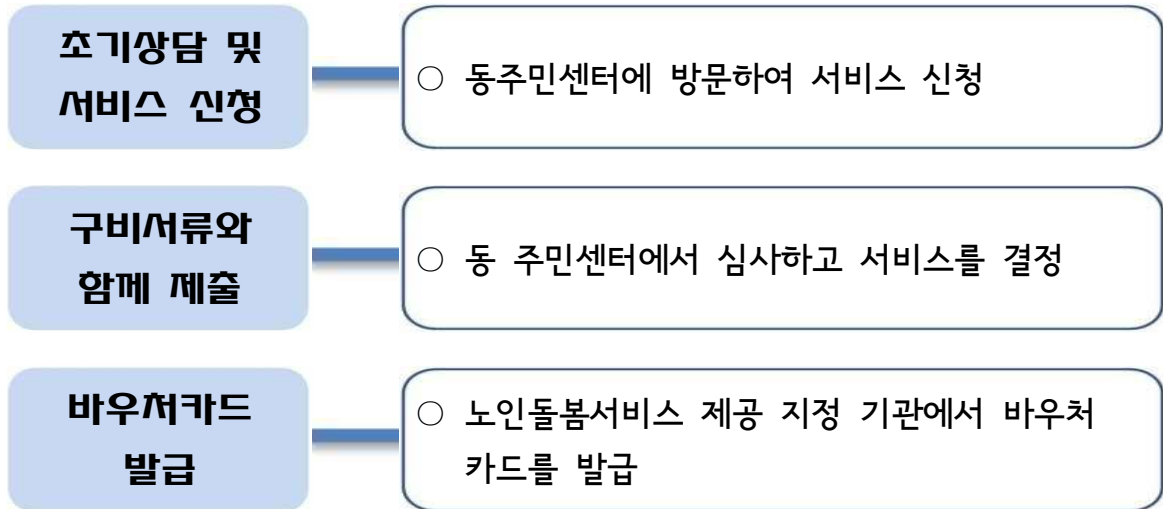 초기상담 및
서비스 신청
○ 동주민센터에 방문하여 서비스 신청
구비서류와
함께 제출
○ 동 주민센터에서 심사하고 서비스를 결정
바우처카드
발급
○ 노인돌봄서비스 제공 지정 기관에서 바우처
카드를 발급